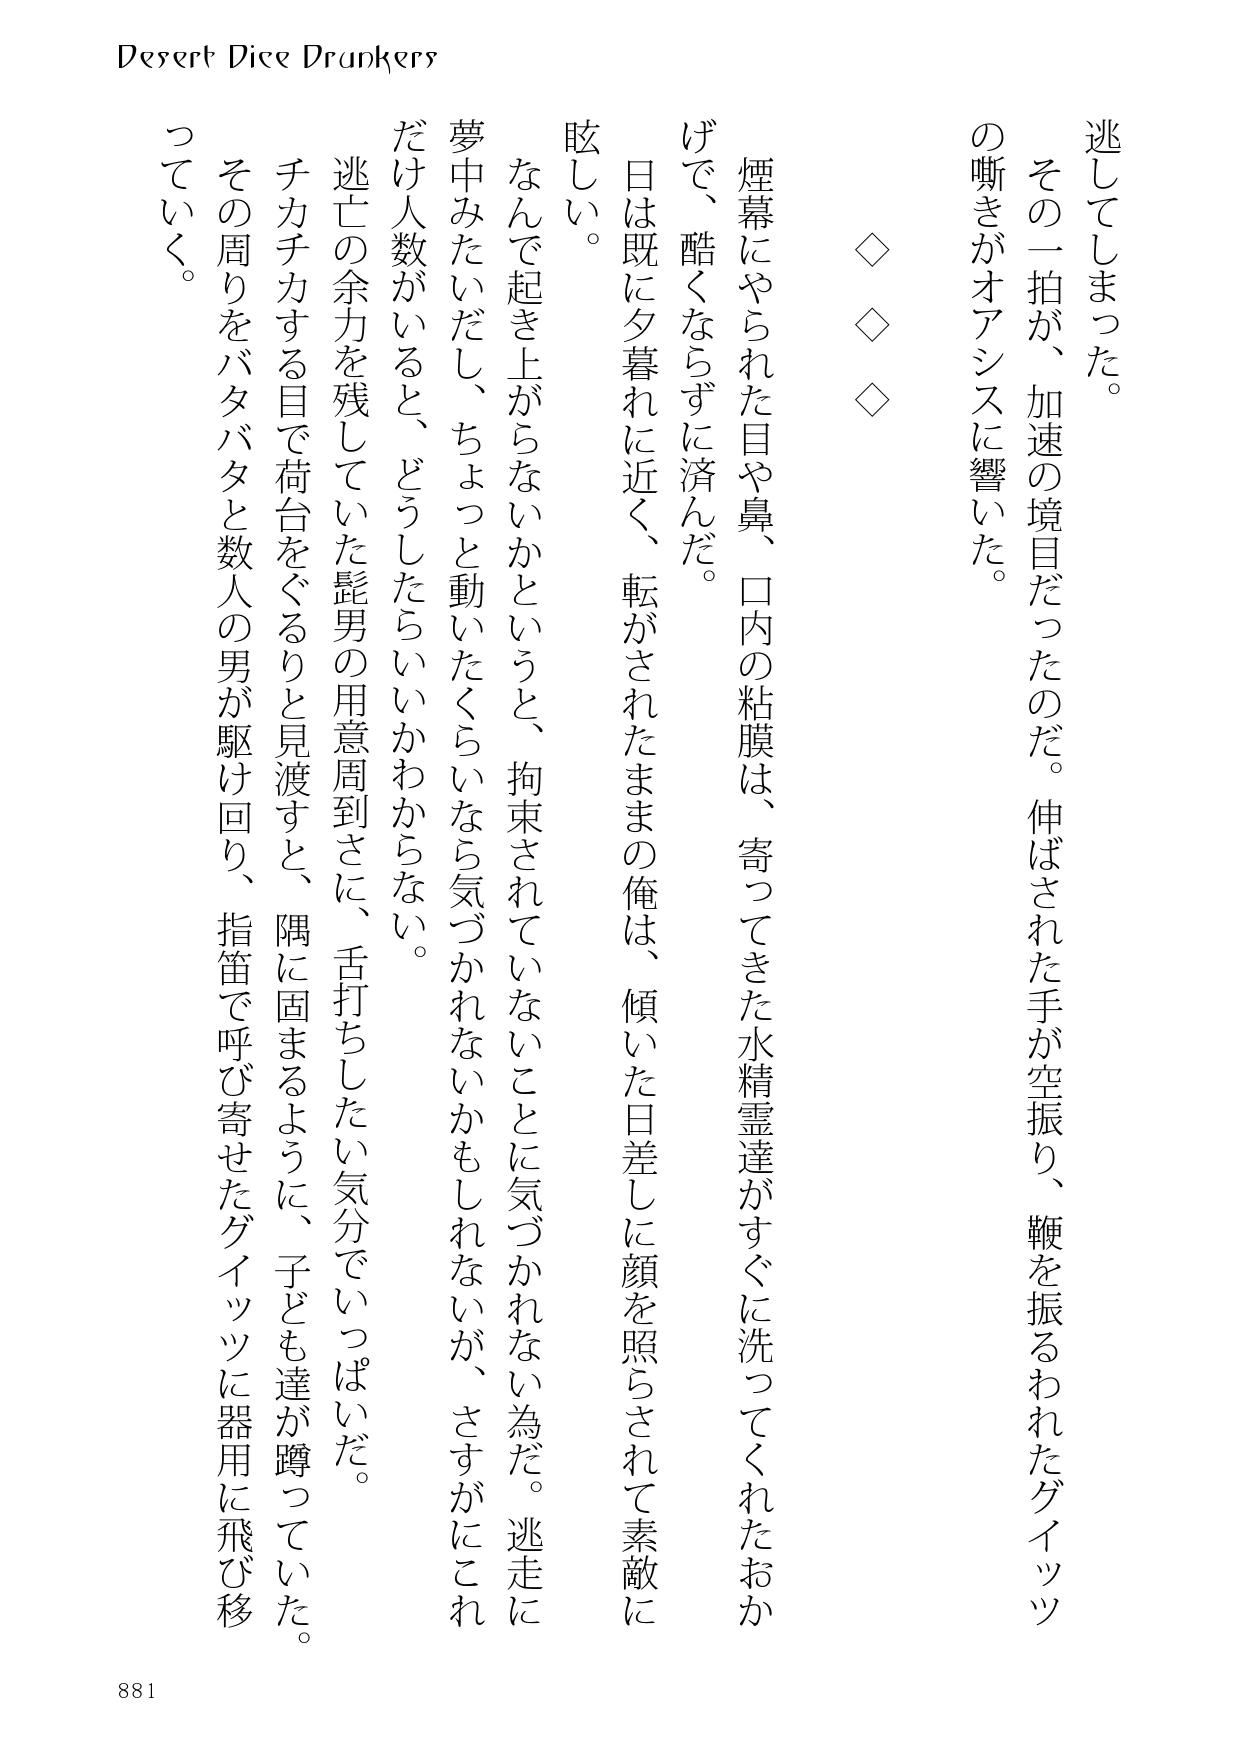 Desert Dice Drunkers
逃してしまった。
その一拍が、加速の境目だったのだ。伸ばされた手が空振り、鞭を振るわれたグイッツ
の嘶きがオアシスに響いた。
◇ ◇ ◇
煙幕にやられた目や鼻、口内の粘膜は、寄ってきた水精霊達がすぐに洗ってくれたおか
げで、酷くならずに済んだ。
日は既に夕暮れに近く、転がされたままの俺は、傾いた日差しに顔を照らされて素敵に
眩しい。
なんで起き上がらないかというと、拘束されていないことに気づかれない為だ。逃走に
夢中みたいだし、ちょっと動いたくらいなら気づかれないかもしれないが、さすがにこれ
だけ人数がいると、どうしたらいいかわからない。
逃亡の余力を残していた髭男の用意周到さに、舌打ちしたい気分でいっぱいだ。
チカチカする目で荷台をぐるりと見渡すと、隅に固まるように、子ども達が蹲っていた。
その周りをバタバタと数人の男が駆け回り、指笛で呼び寄せたグイッツに器用に飛び移
っていく。
881